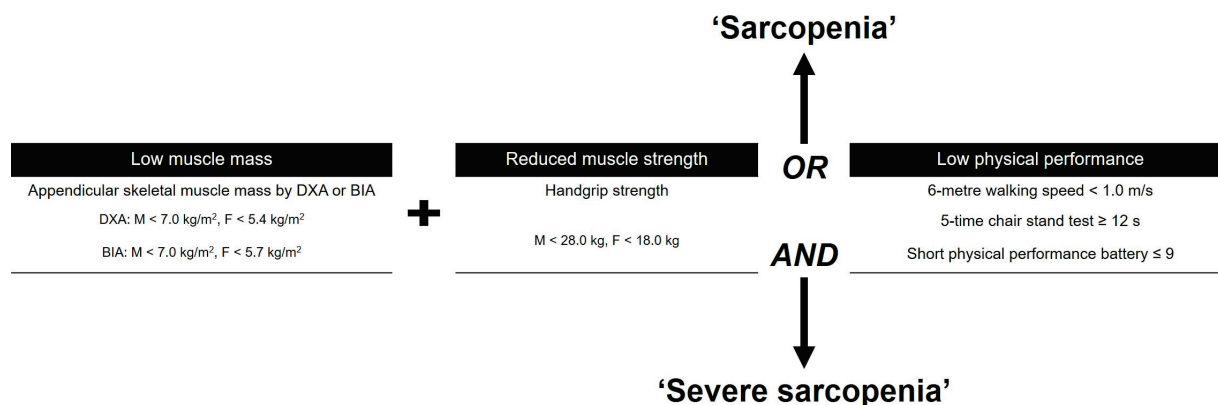 ‘Sarcopenia’
Low muscle mass
Appendicular skeletal muscle mass by DXA or BIA
DXA: M < 7.0 kg/m², F < 5.4 kg/m²
BIA: M < 7.0 kg/m², F < 5.7 kg/m²
+
Reduced muscle strength
Handgrip strength
M < 28.0 kg, F < 18.0 kg
OR
AND
Low physical performance
6-metre walking speed < 1.0 m/s
5-time chair stand test ≥ 12 s
Short physical performance battery ≤ 9
‘Severe sarcopenia’